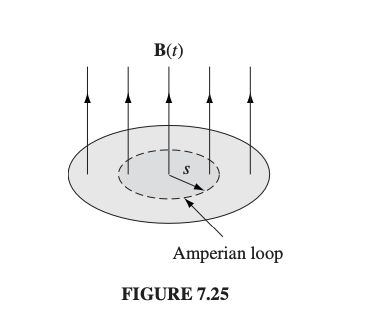 B(t)
s
Amperian loop
FIGURE 7.25